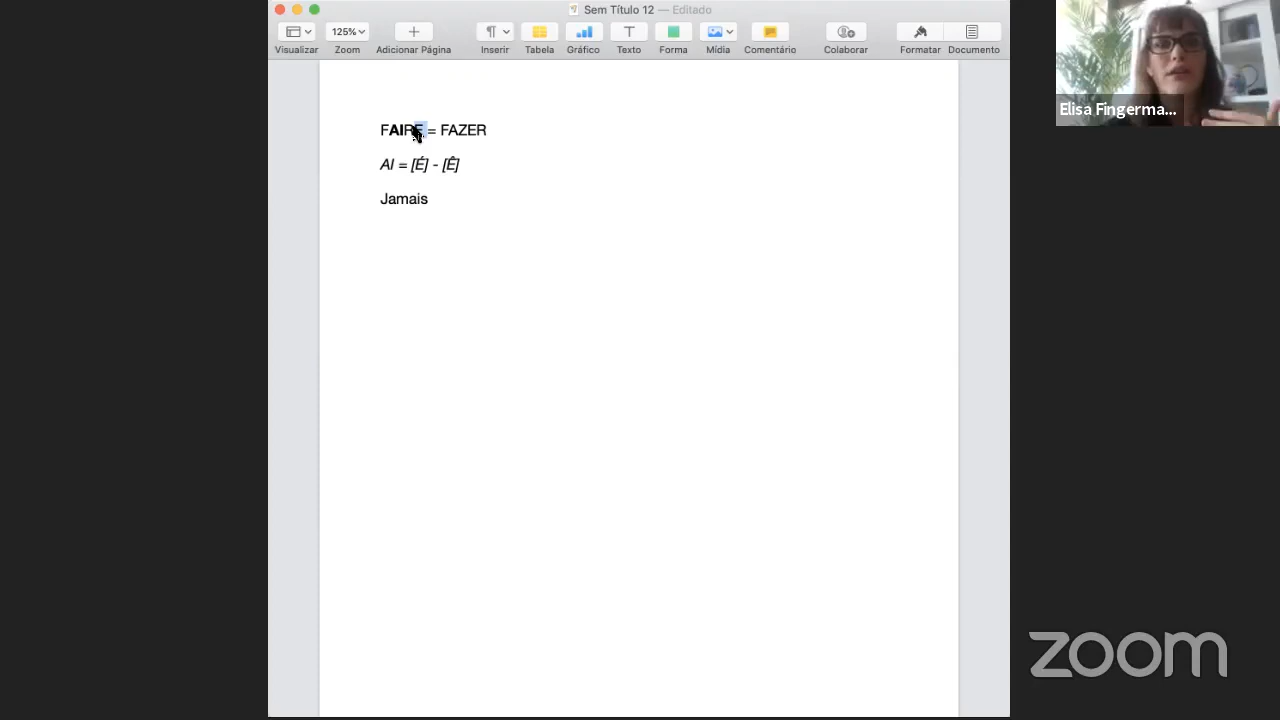 Sem Título 12 — Editado
125%
Visualizar Zoom Adicionar Página Inserir Tabela Gráfico Texto Forma Mídia Comentário Colaborar Formatar Documento
FAIRE = FAZER
AI = [É] - [Ê]
Jamais
Elisa Fingerma...
zoom